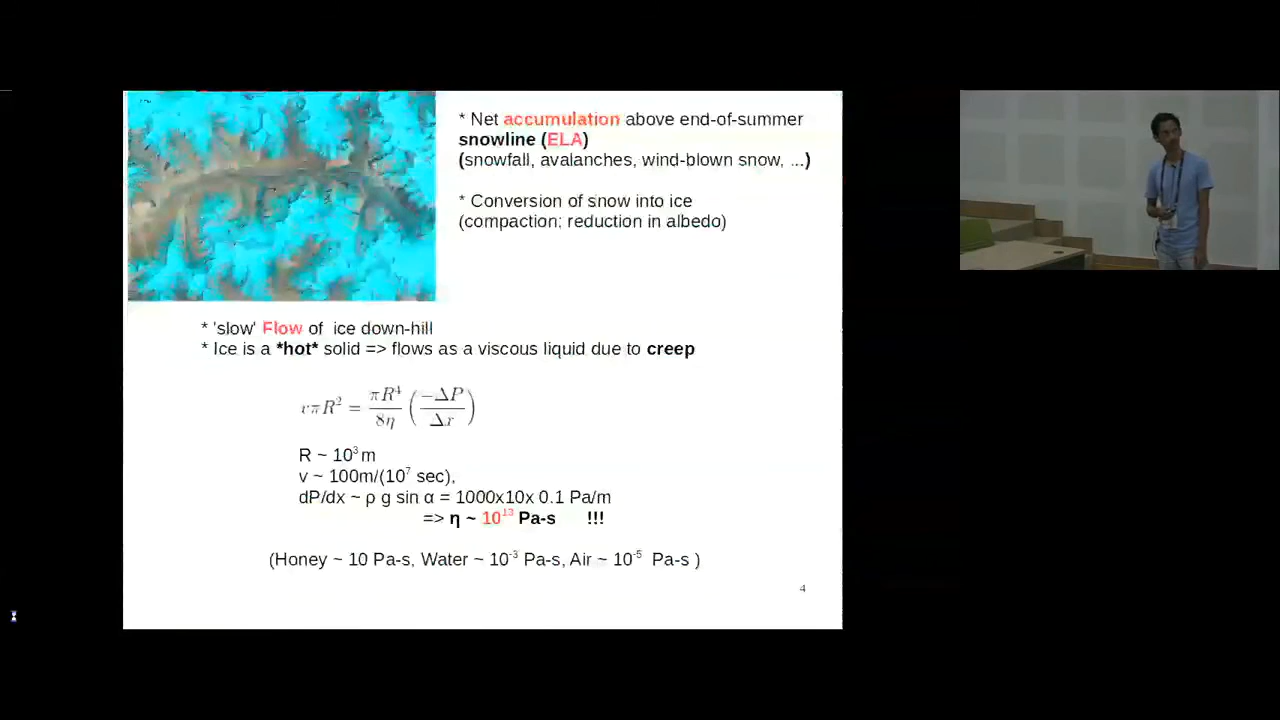 * Net accumulation above end-of-summer
snowline (ELA)
(snowfall, avalanches, wind-blown snow, ...)
* Conversion of snow into ice
(compaction; reduction in albedo)
* 'slow' Flow of ice down-hill
* Ice is a *hot* solid => flows as a viscous liquid due to creep
vπR² = πR⁴/8η (−ΔP/Δr)
R ~ 10³ m
v ~ 100m/(10⁷ sec),
dP/dx ~ ρ g sin α = 1000x10x 0.1 Pa/m
=> η ~ 10¹³ Pa-s !!!
(Honey ~ 10 Pa-s, Water ~ 10⁻³ Pa-s, Air ~ 10⁻⁵ Pa-s )
4